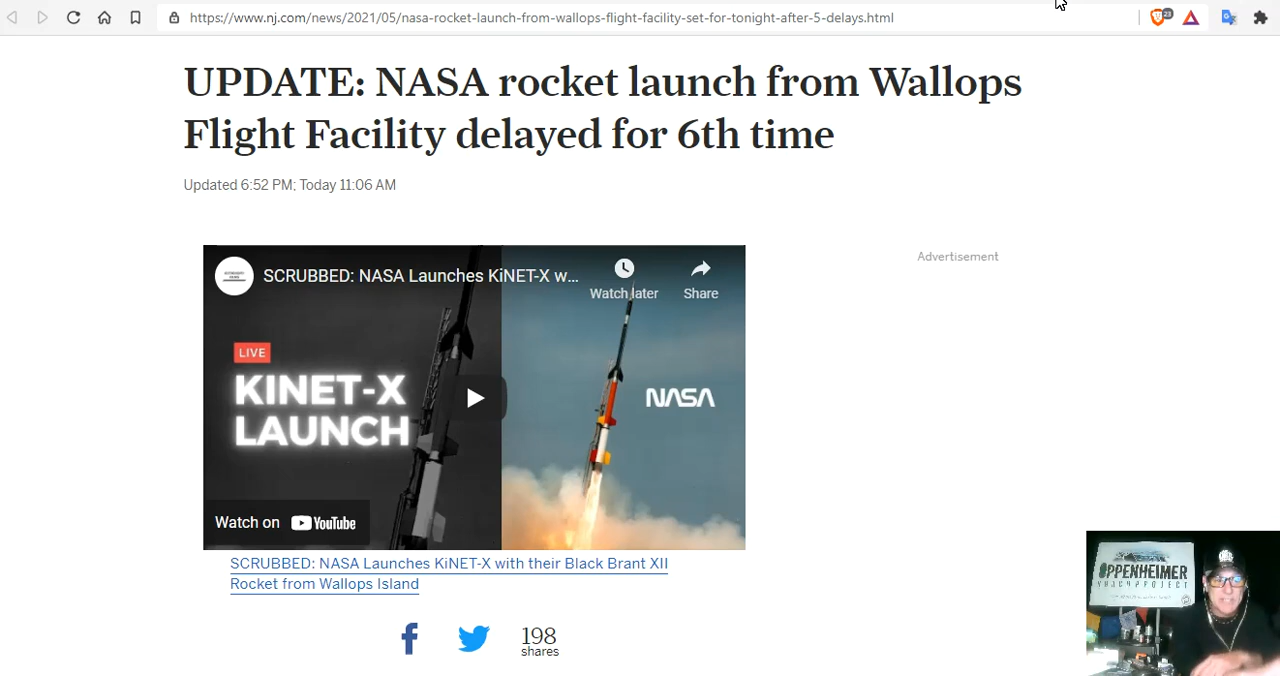 https://www.nj.com/news/2021/05/nasa-rocket-launch-from-wallops-flight-facility-set-for-tonight-after-5-delays.html
23
UPDATE: NASA rocket launch from Wallops
Flight Facility delayed for 6th time
Updated 6:52 PM; Today 11:06 AM
Advertisement
SCRUBBED: NASA Launches KiNET-X w...
Watch later
Share
LIVE
KINET-X
LAUNCH
NASA
Watch on YouTube
SCRUBBED: NASA Launches KiNET-X with their Black Brant XII
Rocket from Wallops Island
198
shares
OPPENHEIMER